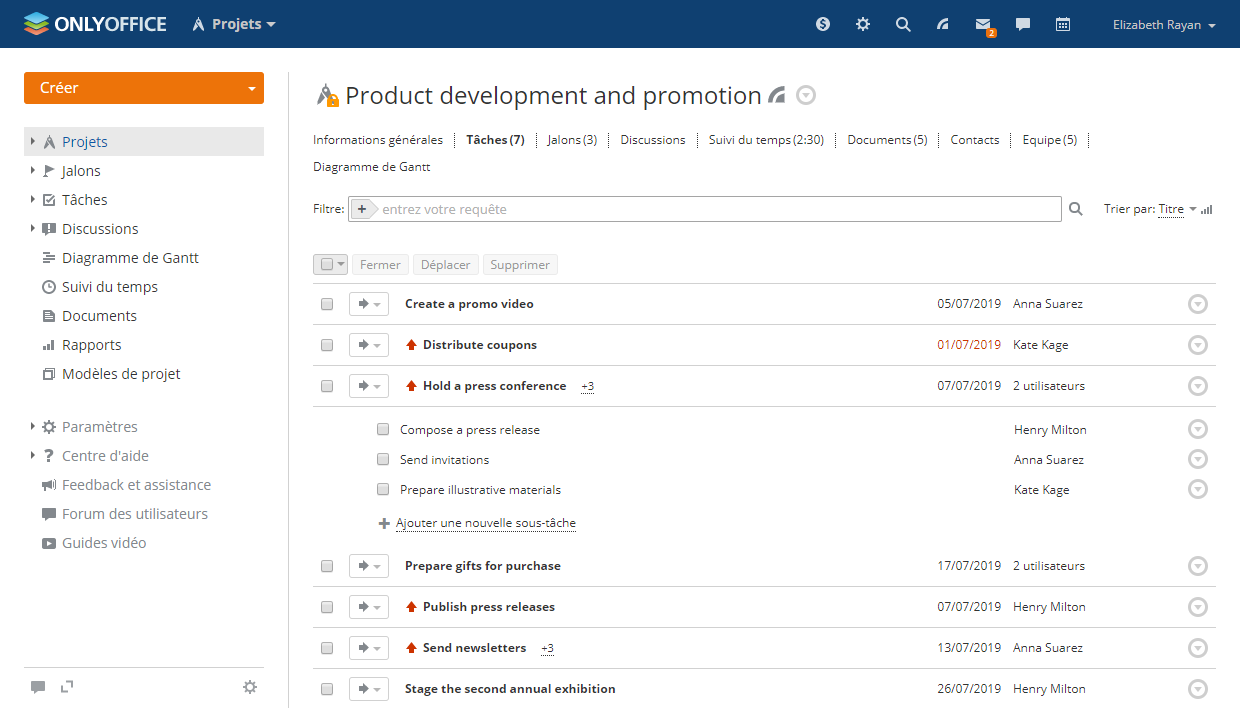 ONLYOFFICE Projets 2 Elizabeth Rayan
Créer
Projets
Jalons
Tâches
Discussions
Diagramme de Gantt
Suivi du temps
Documents
Rapports
Modèles de projet
Paramètres
Centre d'aide
Feedback et assistance
Forum des utilisateurs
Guides vidéo
Product development and promotion
Informations générales Tâches (7) Jalons (3) Discussions Suivi du temps (2:30) Documents (5) Contacts Equipe (5)
Diagramme de Gantt
Filtre: + entrez votre requête Trier par: Titre
Fermer Déplacer Supprimer
Create a promo video 05/07/2019 Anna Suarez
Distribute coupons 01/07/2019 Kate Kage
Hold a press conference +3 07/07/2019 2 utilisateurs
Compose a press release Henry Milton
Send invitations Anna Suarez
Prepare illustrative materials Kate Kage
Ajouter une nouvelle sous-tâche
Prepare gifts for purchase 17/07/2019 2 utilisateurs
Publish press releases 07/07/2019 Henry Milton
Send newsletters +3 13/07/2019 Anna Suarez
Stage the second annual exhibition 26/07/2019 Henry Milton